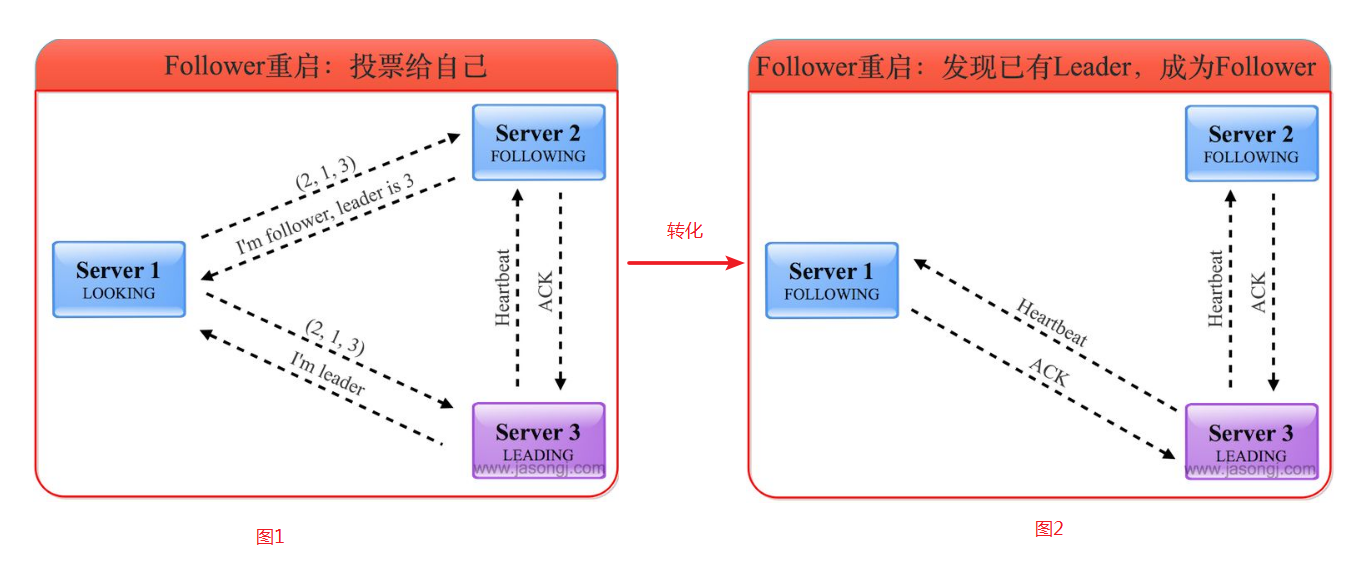 Follower重启：投票给自己
Server 2
FOLLOWING
(2, 1, 3)
I'm follower, leader is 3
Server 1
LOOKING
Heartbeat
ACK
(2, 1, 3)
I'm leader
Server 3
LEADING
www.jasongj.com
图1
转化
Follower重启：发现已有Leader，成为Follower
Server 2
FOLLOWING
Server 1
FOLLOWING
Heartbeat
ACK
Heartbeat
ACK
Server 3
LEADING
www.jasongj.com
图2